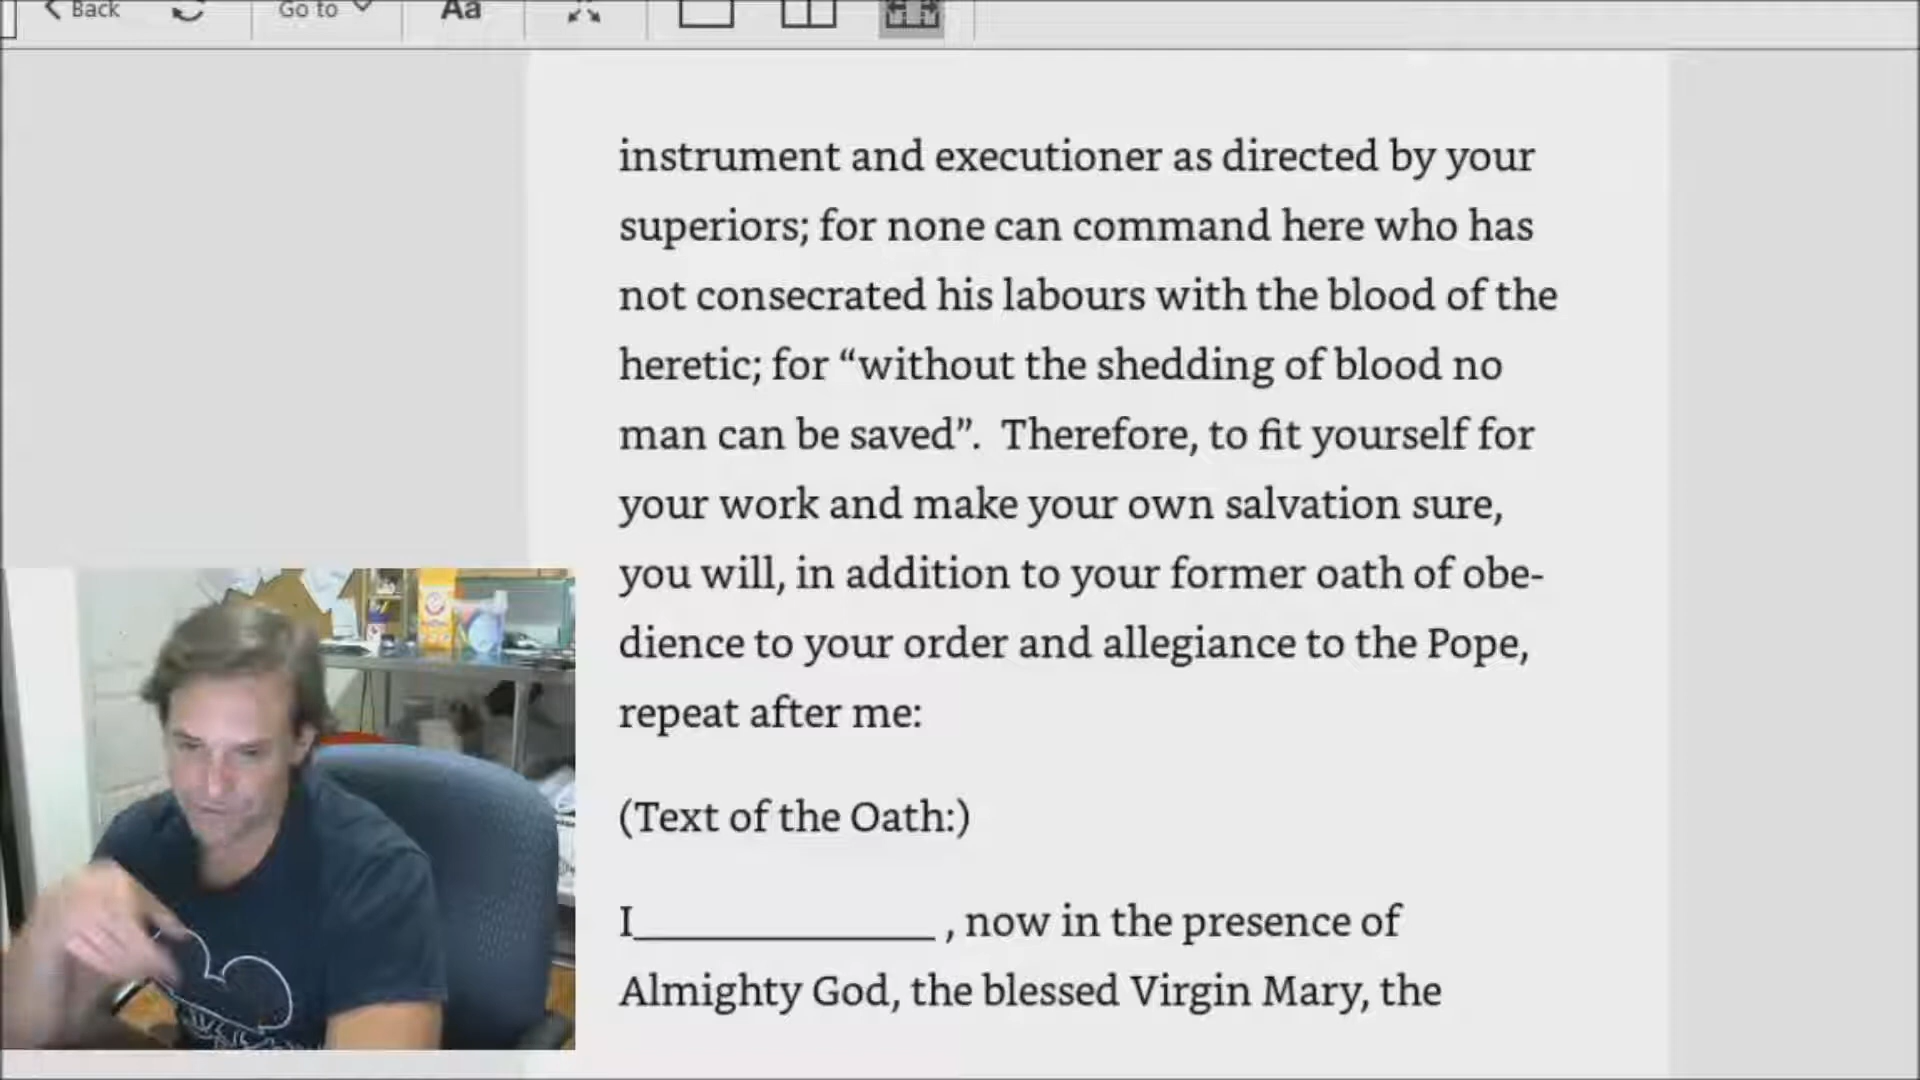 Back
Go to
Aa
instrument and executioner as directed by your
superiors; for none can command here who has
not consecrated his labours with the blood of the
heretic; for “without the shedding of blood no
man can be saved”.  Therefore, to fit yourself for
your work and make your own salvation sure,
you will, in addition to your former oath of obe-
dience to your order and allegiance to the Pope,
repeat after me:
(Text of the Oath:)
I______________ , now in the presence of
Almighty God, the blessed Virgin Mary, the